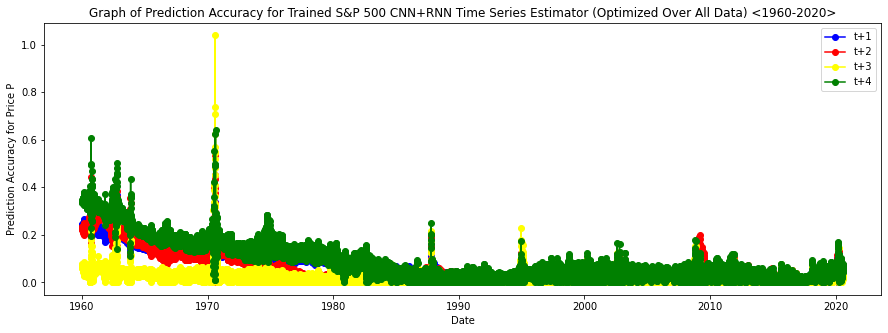 Graph of Prediction Accuracy for Trained S&P 500 CNN+RNN Time Series Estimator (Optimized Over All Data) <1960-2020>
t+1
t+2
t+3
t+4
Prediction Accuracy for Price P
1.0
0.8
0.6
0.4
0.2
0.0
1960 1970 1980 1990 2000 2010 2020
Date